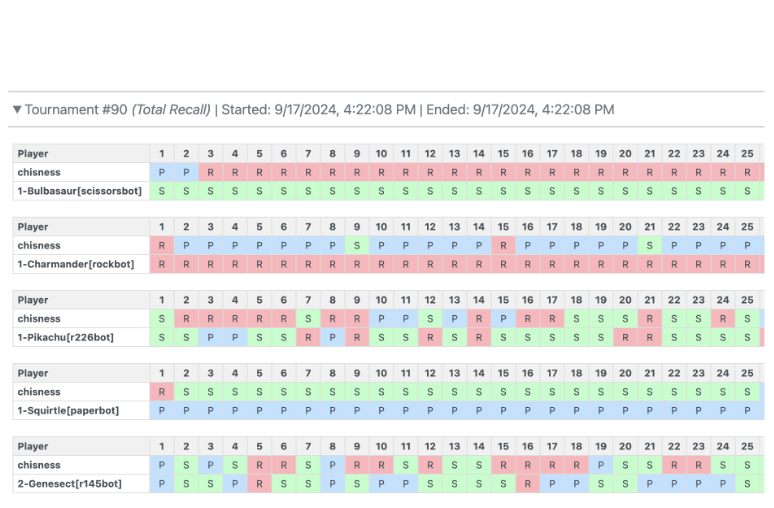 ▼ Tournament #90 (Total Recall) | Started: 9/17/2024, 4:22:08 PM | Ended: 9/17/2024, 4:22:08 PM
Player 1 2 3 4 5 6 7 8 9 10 11 12 13 14 15 16 17 18 19 20 21 22 23 24 25
chisness P P R R R R R R R R R R R R R R R R R R R R R R R
1-Bulbasaur[scissorsbot] S S S S S S S S S S S S S S S S S S S S S S S S S
Player 1 2 3 4 5 6 7 8 9 10 11 12 13 14 15 16 17 18 19 20 21 22 23 24 25
chisness R P P P P P P P S P P P P P R P P P P P S P P P P
1-Charmander[rockbot] R R R R R R R R R R R R R R R R R R R R R R R R R
Player 1 2 3 4 5 6 7 8 9 10 11 12 13 14 15 16 17 18 19 20 21 22 23 24 25
chisness S R R R R R S R R P P S P R P R R S S S R S S R S
1-Pikachu[r226bot] S S P P S S R P R S S R S R S S S S S R R S S S S
Player 1 2 3 4 5 6 7 8 9 10 11 12 13 14 15 16 17 18 19 20 21 22 23 24 25
chisness R S S S S S S S S S S S S S S S S S S S S S S S S
1-Squirtle[paperbot] P P P P P P P P P P P P P P P P P P P P P P P P P
Player 1 2 3 4 5 6 7 8 9 10 11 12 13 14 15 16 17 18 19 20 21 22 23 24 25
chisness P S P S R R S P R R S R S S R R R R P S S R R S S
2-Genesect[r145bot] P S S P R S S P S P P S S S S R P P S S P P P P S